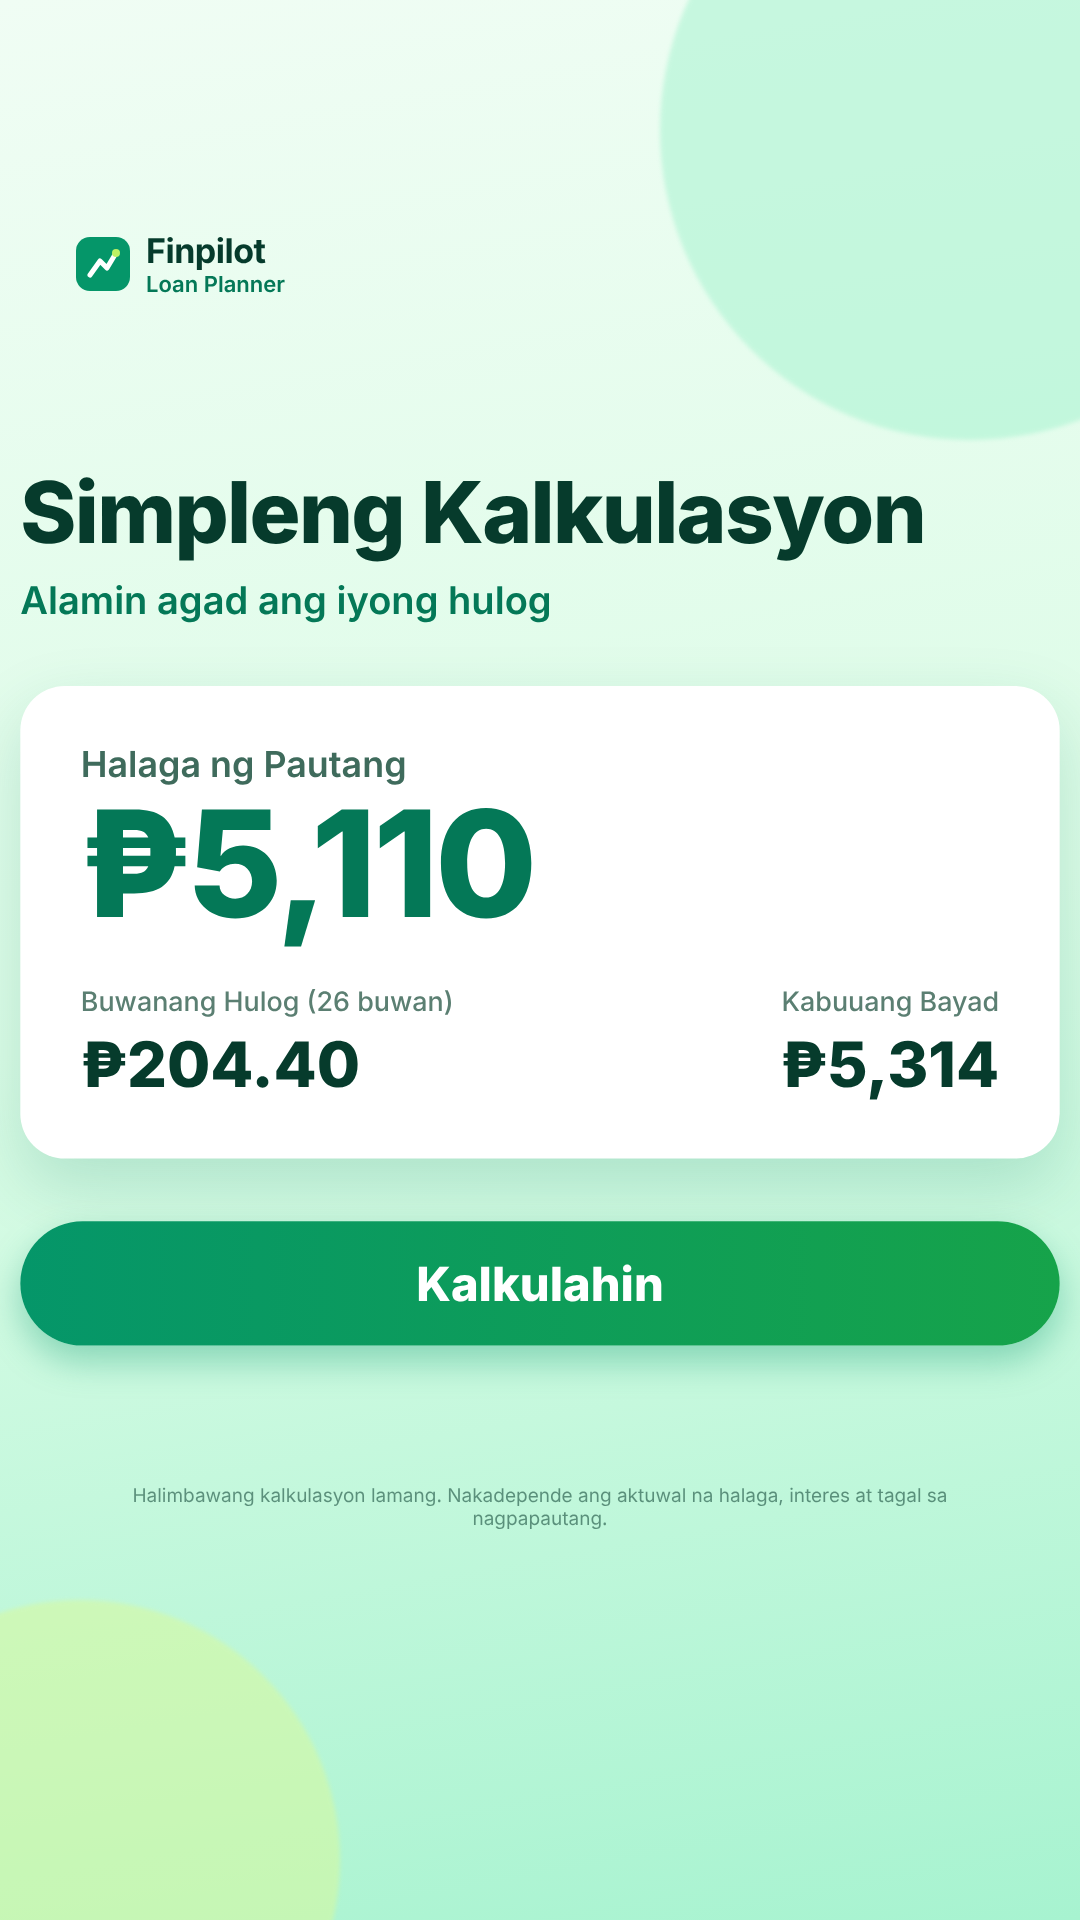 Finpilot
Loan Planner
Simpleng Kalkulasyon
Alamin agad ang iyong hulog
Halaga ng Pautang
₱5,110
Buwanang Hulog (26 buwan)
₱204.40
Kabuuang Bayad
₱5,314
Kalkulahin
Halimbawang kalkulasyon lamang. Nakadepende ang aktuwal na halaga, interes at tagal sa
nagpapautang.